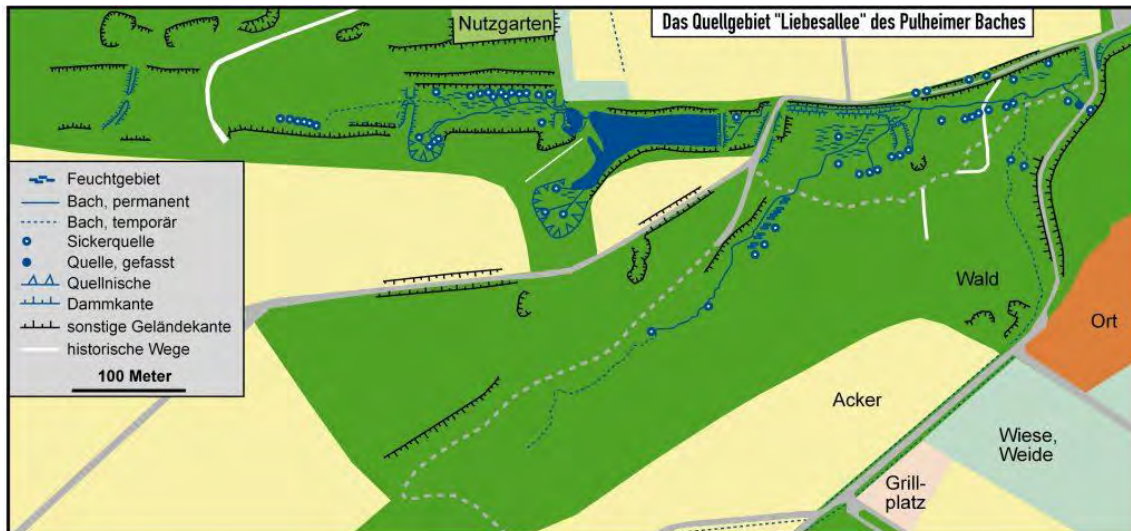 Nutzgarten
Das Quellgebiet "Liebesallee" des Pulheimer Baches
Feuchtgebiet
Bach, permanent
Bach, temporär
Sickerquelle
Quelle, gefasst
Quellnische
Dammkante
sonstige Geländekante
historische Wege
100 Meter
Wald
Ort
Acker
Wiese,
Weide
Grill-
platz